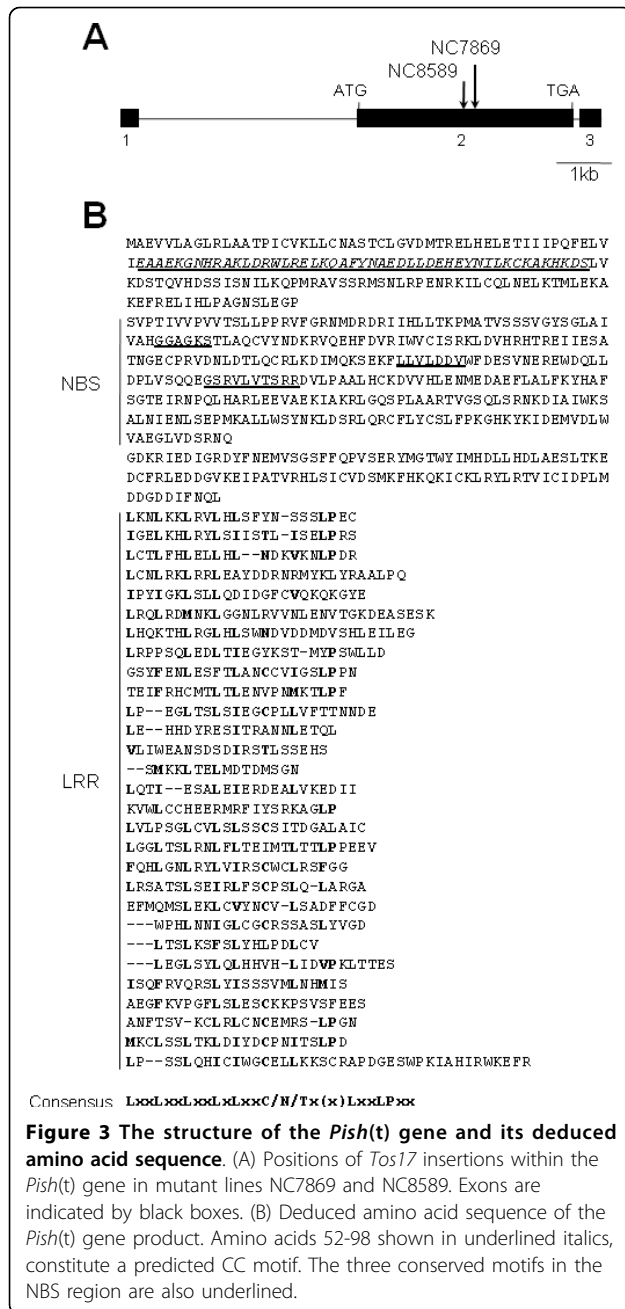 A
NC7869
NC8589
ATG
TGA
1
2
3
1kb
B
MAEVVLAGLRLAATPICVKLLCNASTCLGVDMTRELHELETIIIPQFELV
IEAAEKGNHRAKLDRWLRELKQAFYNAEDLLDEHEYNILKCKAKHKDSLV
KDSTQVHDSSISNILKQPMRAVSSRMSNLRPENRKILCQLNELKTMLEKA
KEFRELIHLPAGNSLEGP
SVPTIVVPVVTSLLPPRVFGRNMDRDRIIHLLTKPMATVSSSVGYSGLAI
VAHGGAGKSTLAQCVYNDKRVQEHFDVRIWVCISRKLDVHRHTREIIESA
TNGECPRVDNLDTLQCRLKDIMQKSEKFLLVLDDVWFDESVNEREWDQLL
DPLVSQQEGSRVLVTSRRDVLPAALHCKDVVHLENMEDAEFLALFKYHAF
SGTEIRNPQLHARLEEVAEKIAKRLGQSPLAARTVGSQLSRNKDIAIWKS
ALNIENLSEPMKALLWSYNKLDSRLQRCFLYCSLFPKGHKYKIDEMVDLW
VAEGLVDSRNQ
NBS
GDKRIEDIGRDYFNEMVSGSFFQPVSERYMGTWYIMHDLLHDLAESLTKE
DCFRLEDDGVKEIPATVRHLSICVDSMKFHKQKICKLRYLRTVICIDPLM
DDGDDIFNQL
LKNLKKLRVLHLSFYN-SSSLPEC
IGELKHLRYLSIISTL-ISELPRS
LCTLFHLELLHL--NDKVKNLPDR
LCNLRKLRRLEAYDDRNRMYKLYRAALPQ
IPYIGKLSLLQDIDGFCVQKQKGYE
LRQLRDMNKLGGNLRVVNLENVTGKDEASESK
LHQKTHLRGLHLSWNDVDDMDVSHLEILEG
LRPPSQLEDLTIEGYKST-MYPSWLLD
GSYFENLESFTLANCCVIGSLPPN
TEIFRHCMTLTLENVPNMKTLPF
LP--EGLTSLSIEGCPLLVFTTNNDE
LE--HHDYRESITRANNLETQL
VLIWEANSDSDIRSTLSSEHS
--SMKKLTELMDTDMSGN
LQTI--ESALEIERDEALVKEDII
KVWLCCHEERMRFIYSRKAGLP
LVLPSGLCVLSLSSCSITDGALAIC
LGGLTSLRNLFLTEIMTLTTLPPEEV
FQHLGNLRYLVIRSCWCLRSFGG
LRSATSLSEIRLFSCPSLQ-LARGA
EFMQMSLEKLCVYNCV-LSADFFCGD
---WPHLNNIGLCGCRSSASLYVGD
---LTSLKSFSLYHLPDLCV
---LEGLSYLQLHHVH-LIDVPKLTTES
ISQFRVQRSLYISSSVMLNHMIS
AEGFKVPGFLSLESCKKPSVSFEES
ANFTSV-KCLRLCNCEMRS-LPGN
MKCLSSLTKLDIYDCPNITSLPD
LP--SSLQHICIWGCELLKKSCRAPDGESWPKIAHIRWKEFR
LRR
Consensus LxxLxxLxxLxLxxC/N/Tx(x)LxxLPxx
Figure 3 The structure of the Pish(t) gene and its deduced
amino acid sequence. (A) Positions of Tos17 insertions within the
Pish(t) gene in mutant lines NC7869 and NC8589. Exons are
indicated by black boxes. (B) Deduced amino acid sequence of the
Pish(t) gene product. Amino acids 52-98 shown in underlined italics,
constitute a predicted CC motif. The three conserved motifs in the
NBS region are also underlined.